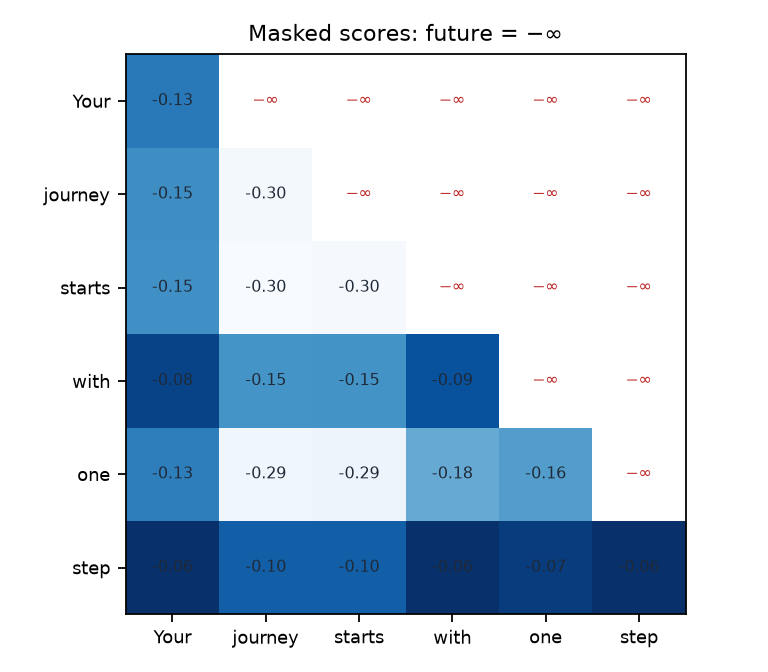 Masked scores: future = −∞
Your -0.13 −∞ −∞ −∞ −∞ −∞
journey -0.15 -0.30 −∞ −∞ −∞ −∞
starts -0.15 -0.30 -0.30 −∞ −∞ −∞
with -0.08 -0.15 -0.15 -0.09 −∞ −∞
one -0.13 -0.29 -0.29 -0.18 -0.16 −∞
step -0.10 -0.10 -0.07
Your journey starts with one step